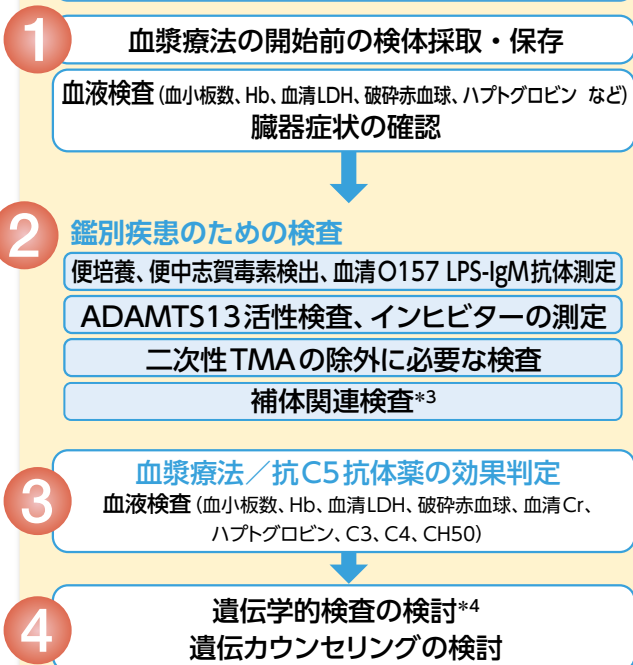 1
血漿療法の開始前の検体採取・保存
血液検査(血小板数、Hb、血清LDH、破砕赤血球、ハプトグロビン など)
臓器症状の確認
2
鑑別疾患のための検査
便培養、便中志賀毒素検出、血清O157 LPS-IgM抗体測定
ADAMTS13活性検査、インヒビターの測定
二次性TMAの除外に必要な検査
補体関連検査*3
3
血漿療法/抗C5抗体薬の効果判定
血液検査(血小板数、Hb、血清LDH、破砕赤血球、血清Cr、
ハプトグロビン、C3、C4、CH50)
4
遺伝学的検査の検討*4
遺伝カウンセリングの検討